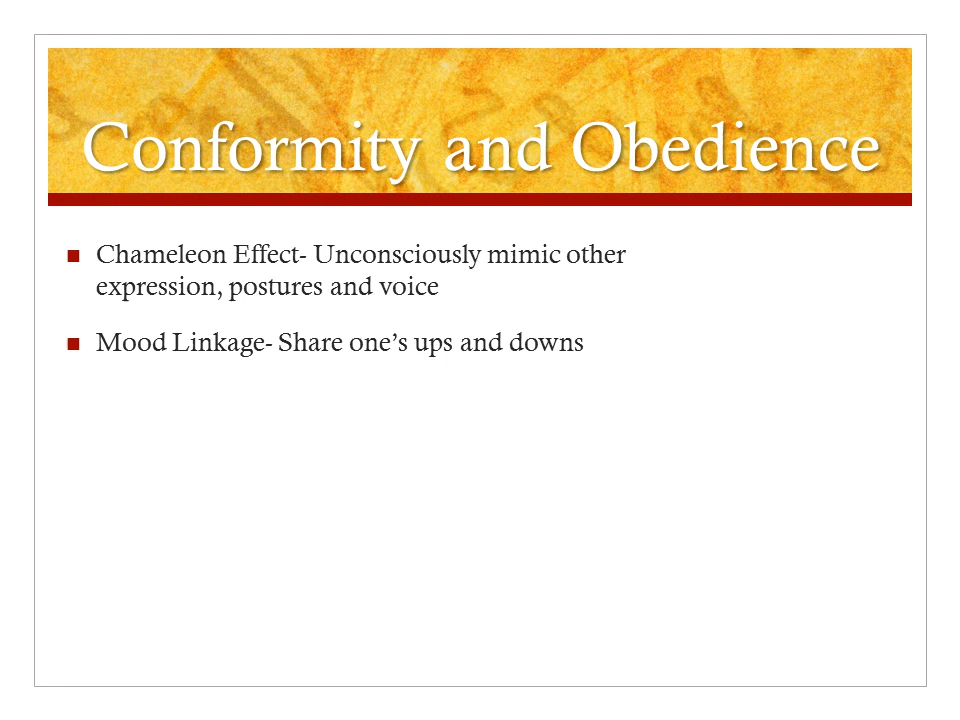 Conformity and Obedience
Chameleon Effect- Unconsciously mimic other
expression, postures and voice
Mood Linkage- Share one’s ups and downs